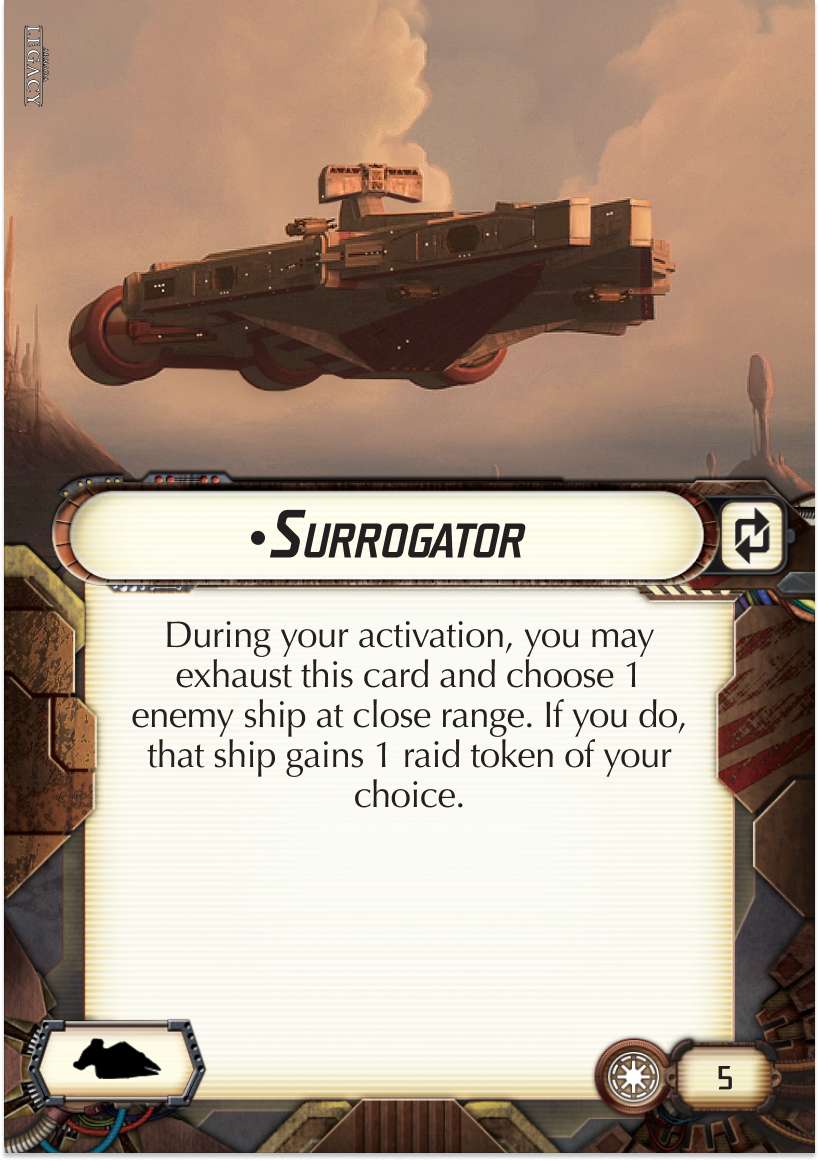 ARMADA
LEGACY
•Surrogator
During your activation, you may
exhaust this card and choose 1
enemy ship at close range. If you do,
that ship gains 1 raid token of your
choice.
5